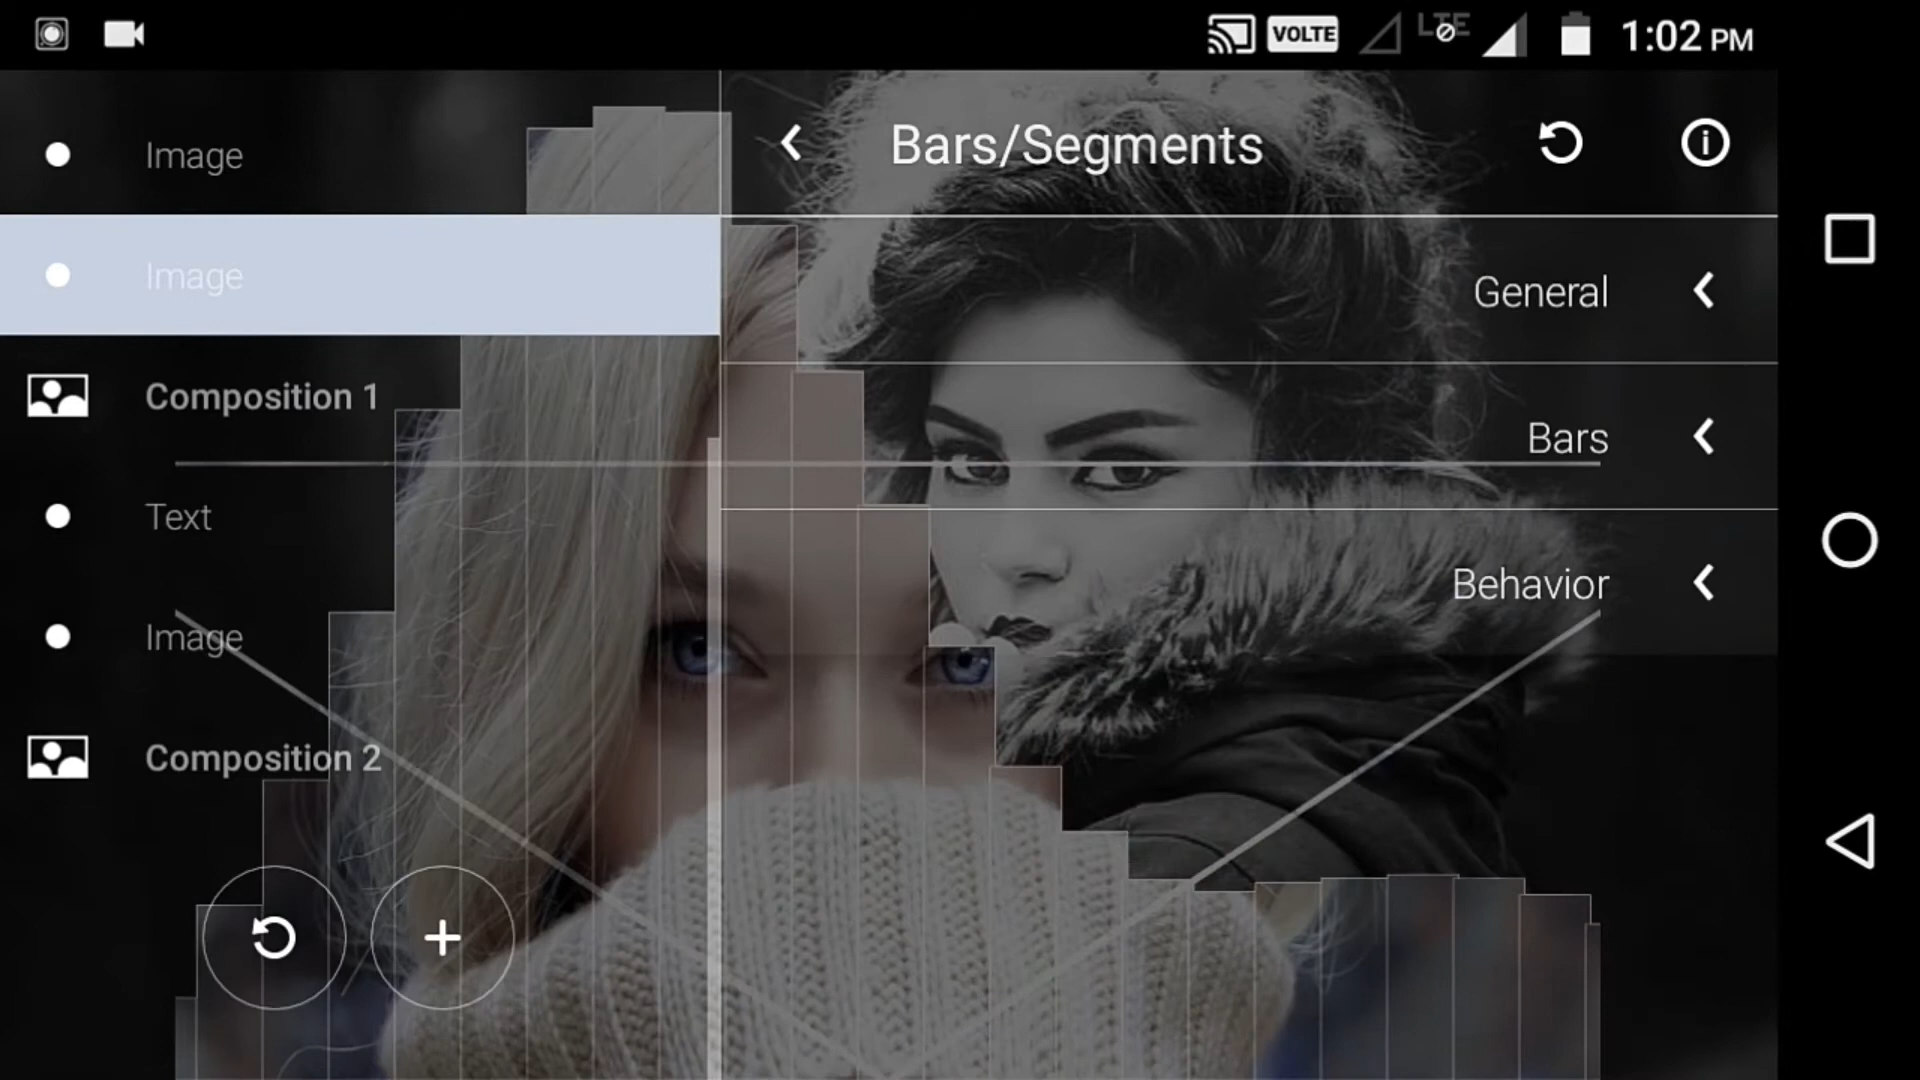 VOLTE LTE 1:02 PM
Image
Bars/Segments
Image
General
Composition 1
Bars
Text
Behavior
Image
Composition 2